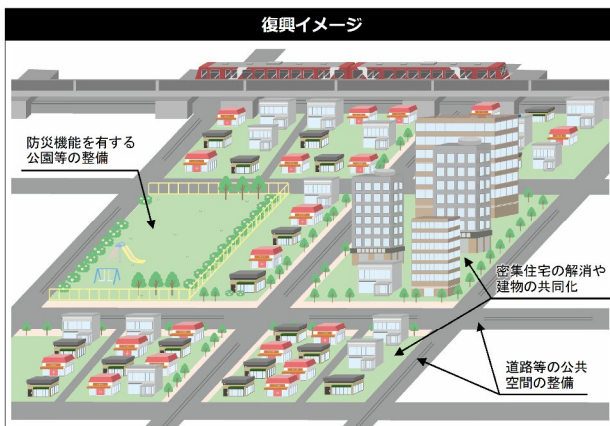 復興イメージ
防災機能を有する
公園等の整備
密集住宅の解消や
建物の共同化
道路等の公共
空間の整備